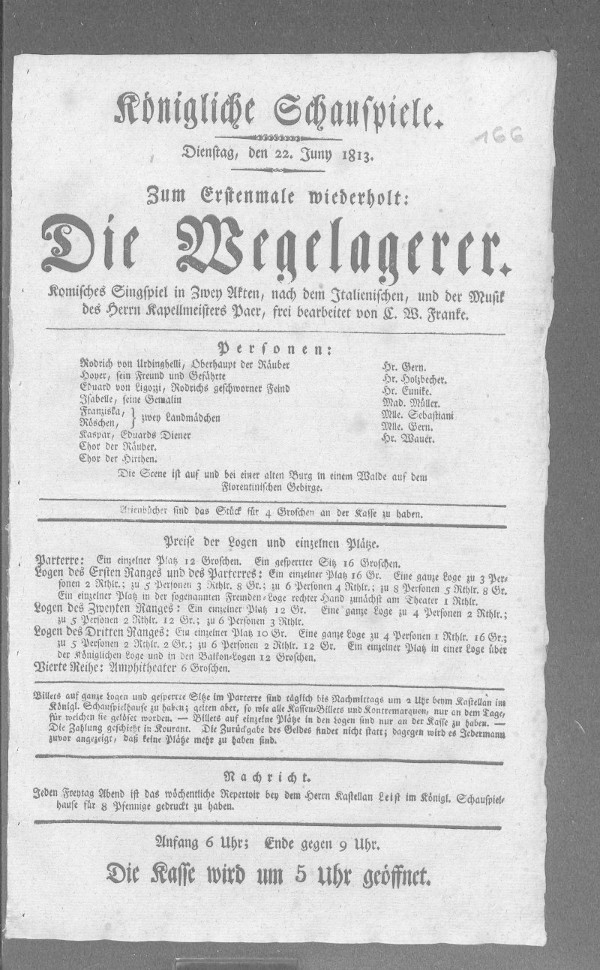 Königliche Schauspiele.
166
Dienstag, den 22. Juny 1813.
Zum Erstenmale wiederholt:
Die Wegelagerer.
Komisches Singspiel in Zwey Akten, nach dem Italienischen, und der Musik
des Herrn Kapellmeisters Paer, frei bearbeitet von C. W. Franke.
Personen:
Rodrich von Urdinghelli, Oberhaupt der Räuber Hr. Gern.
Hoyer, sein Freund und Gefährte Hr. Holzbecher.
Eduard von Ligozzi, Rodrichs geschworner Feind Hr. Eunike.
Isabelle, seine Gemalin Mad. Müller.
Franziska, } zwey Landmädchen Mlle. Sebastiani
Röschen, Mlle. Gern.
Kaspar, Eduards Diener Hr. Wauer.
Chor der Räuber.
Chor der Hirthen.
Die Scene ist auf und bei einer alten Burg in einem Walde auf dem
Florentinischen Gebirge.
Arienbücher sind das Stück für 4 Groschen an der Kasse zu haben.
Preise der Logen und einzelnen Plätze.
Parterre: Ein einzelner Platz 12 Groschen. Ein gesperrter Sitz 16 Groschen.
Logen des Ersten Ranges und des Parterres: Ein einzelner Platz 16 Gr. Eine ganze Loge zu 3 Per-
sonen 2 Rthlr.; zu 5 Personen 3 Rthlr. 8 Gr.; zu 6 Personen 4 Rthlr.; zu 8 Personen 5 Rthlr. 8 Gr.
Ein einzelner Platz in der sogenannten Freunden-Loge rechter Hand zunächst am Theater 1 Rthlr.
Logen des Zweyten Ranges: Ein einzelner Platz 12 Gr. Eine ganze Loge zu 4 Personen 2 Rthlr.;
zu 5 Personen 2 Rthlr. 12 Gr.; zu 6 Personen 3 Rthlr.
Logen des Dritten Ranges: Ein einzelner Platz 10 Gr. Eine ganze Loge zu 4 Personen 1 Rthlr. 16 Gr.;
zu 5 Personen 2 Rthlr. 2 Gr.; zu 6 Personen 2 Rthlr. 12 Gr. Ein einzelner Platz in einer Loge über
der Königlichen Loge und in den Balkon-Logen 12 Groschen.
Vierte Reihe: Amphitheater 6 Groschen.
Billets auf ganze Logen und gesperrte Sitze im Parterre sind täglich bis Nachmittags um 2 Uhr beym Kastellan im
Königl. Schauspielhause zu haben; gelten aber, so wie alle Kassen-Billets und Kontremarquen, nur an dem Tage,
für welchen sie gelöset worden. — Billets auf einzelne Plätze in den Logen sind nur an der Kasse zu haben. —
Die Zahlung geschieht in Kourant. Die Zurückgabe des Geldes findet nicht statt; dagegen wird es Jedermann
zuvor angezeigt, daß keine Plätze mehr zu haben sind.
Nachricht.
Jeden Freytag Abend ist das wöchentliche Repertoir bey dem Herrn Kastellan Leist im Königl. Schauspiel-
hause für 8 Pfennige gedruckt zu haben.
Anfang 6 Uhr; Ende gegen 9 Uhr.
Die Kasse wird um 5 Uhr geöffnet.